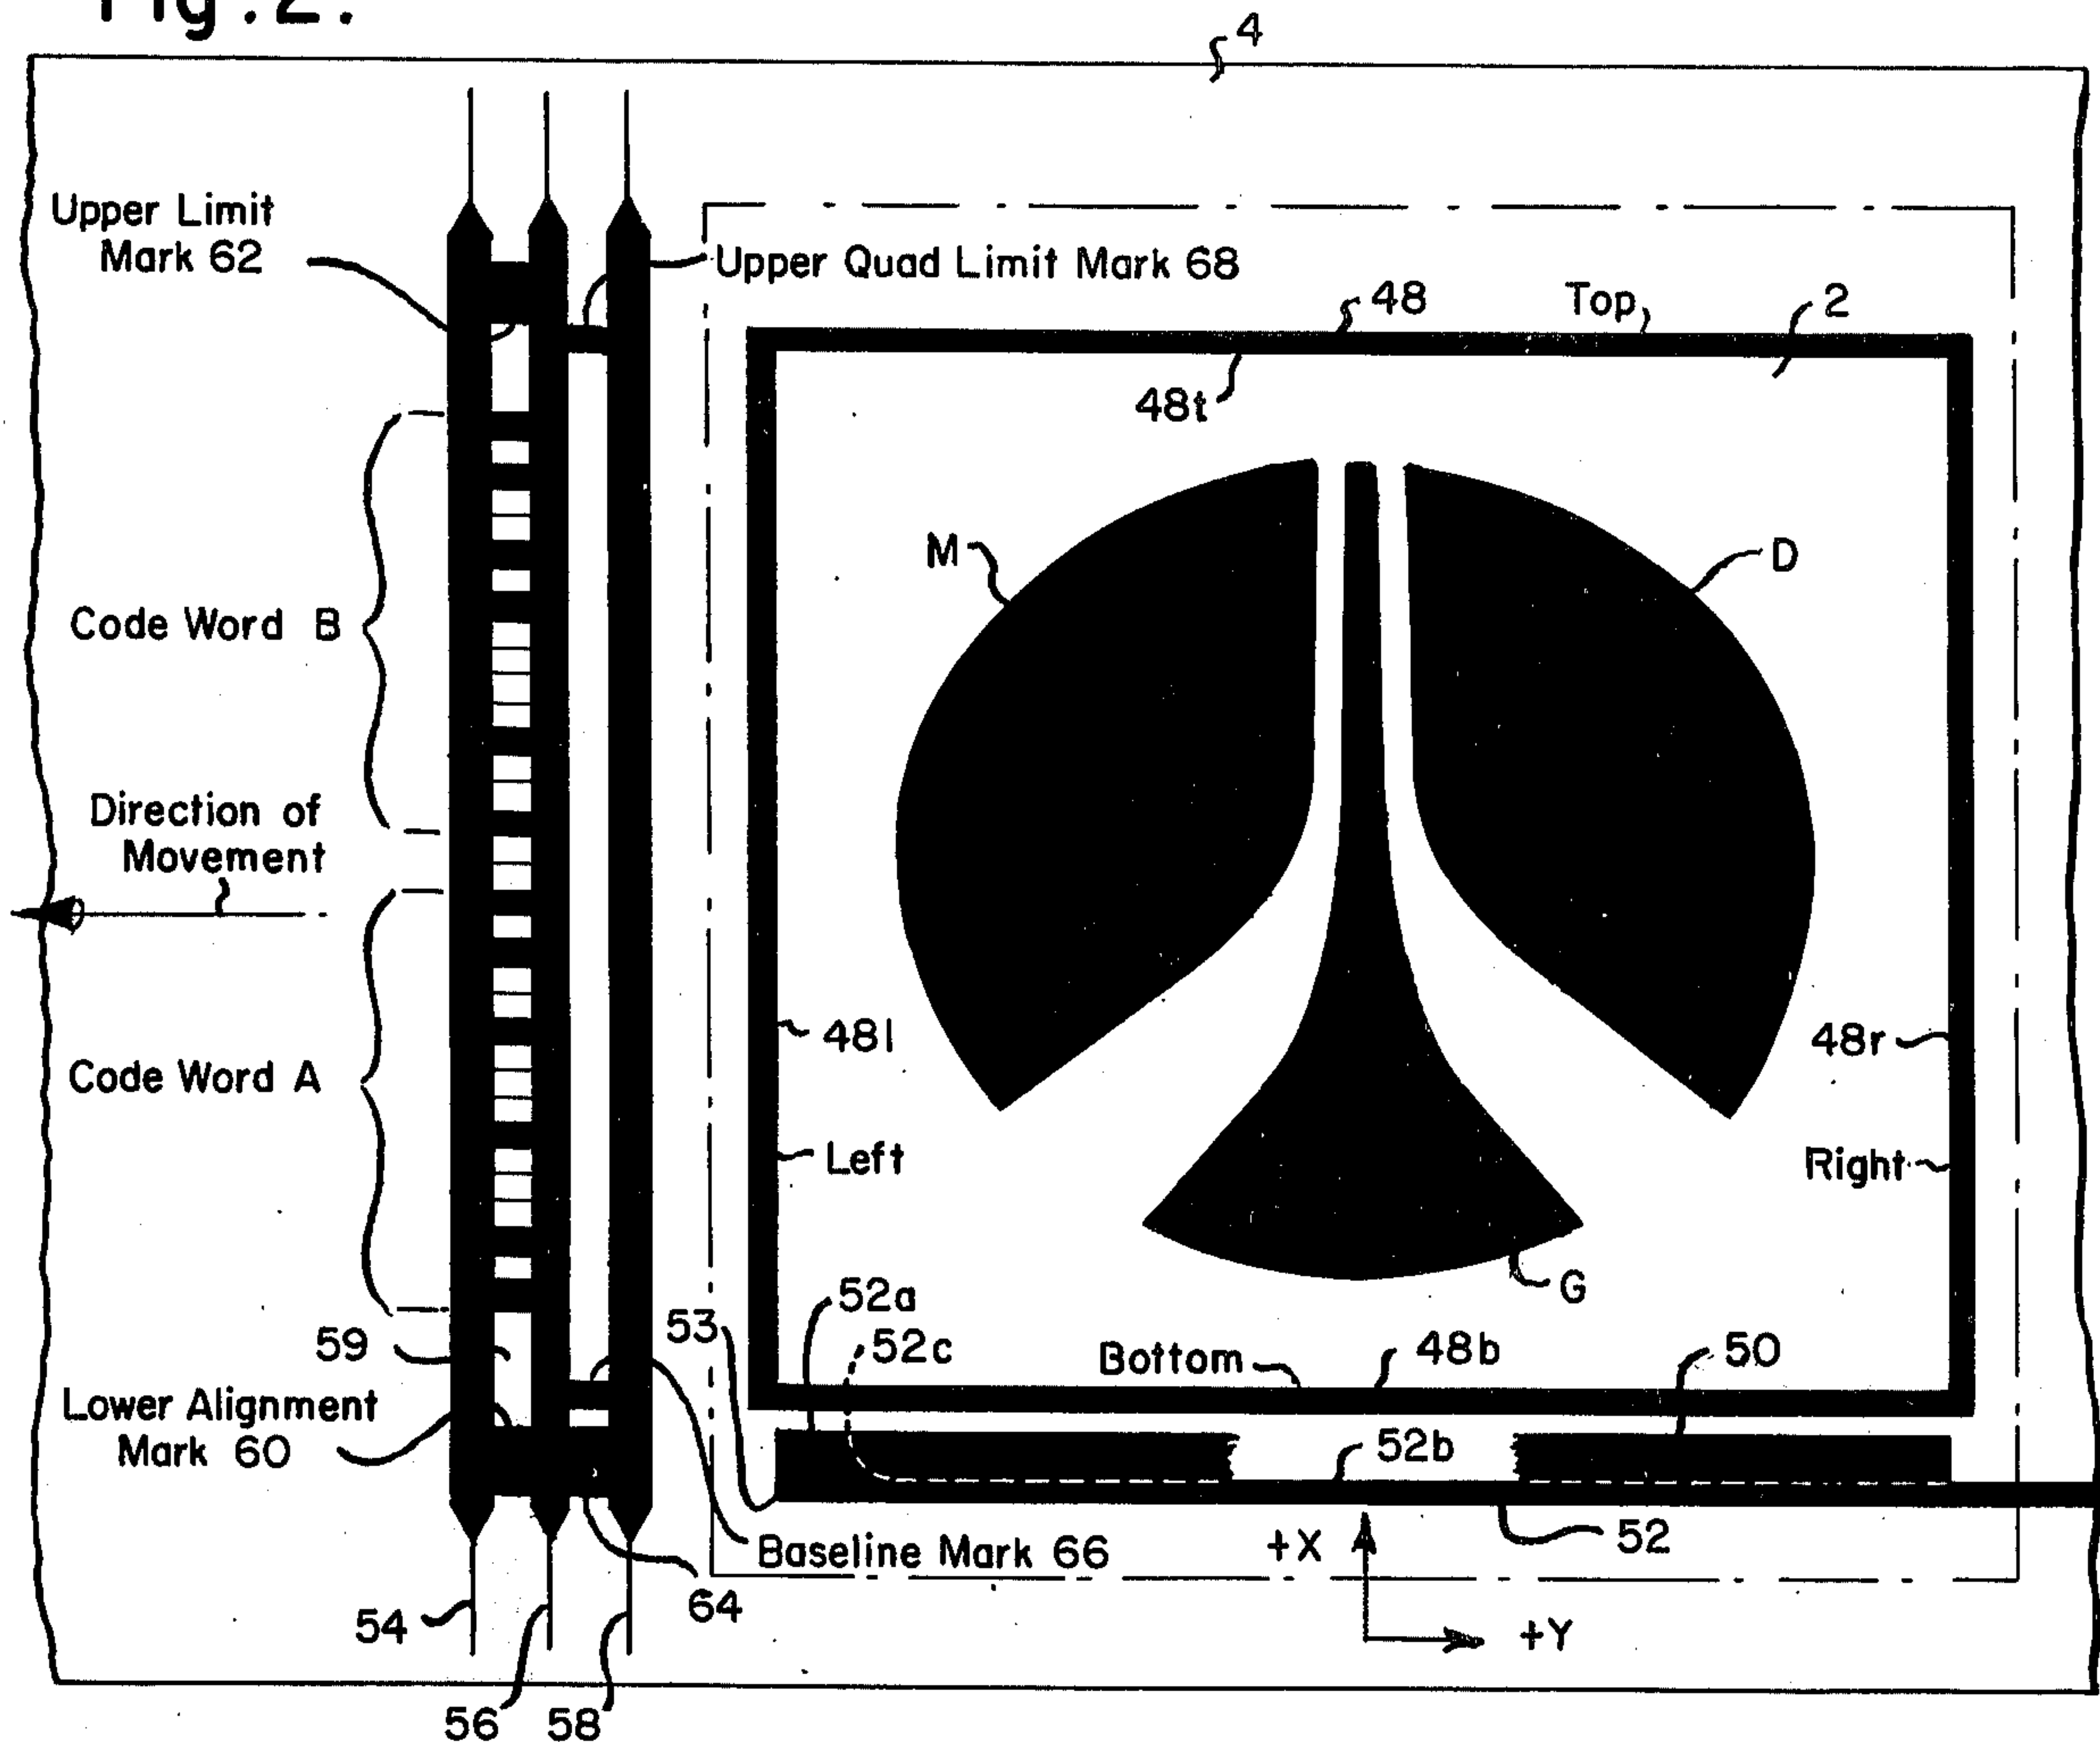 Fig. 2.
4
Upper Limit
Mark 62
Upper Quad Limit Mark 68
48
Top
2
48t
M
D
Code Word B
Direction of
Movement
48l
48r
Code Word A
Left
Right
G
52a
53
52c
59
Bottom
48b
50
Lower Alignment
Mark 60
52b
Baseline Mark 66
+X
52
64
54
+Y
56
58